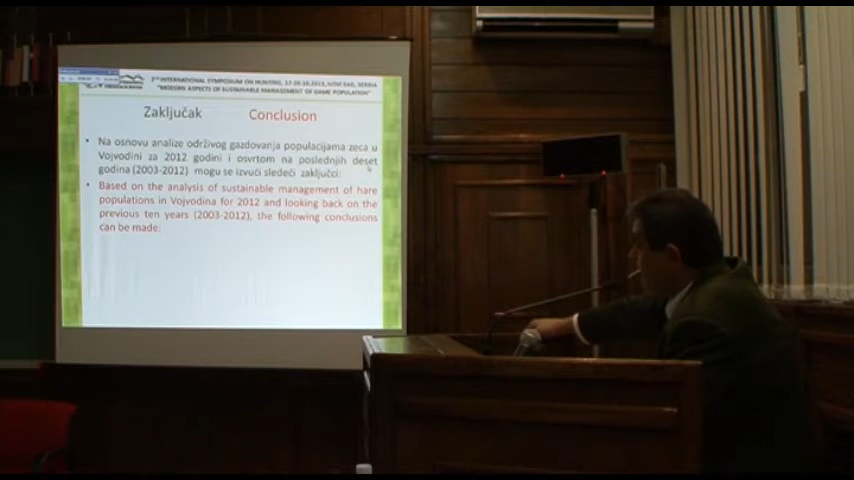 2ND INTERNATIONAL SYMPOSIUM ON HUNTING, 17-20.10.2013, NOVI SAD, SERBIA
"MODERN ASPECTS OF SUSTAINABLE MANAGEMENT OF GAME POPULATION"
Zaključak Conclusion
• Na osnovu analize održivog gazdovanja populacijama zeca u
Vojvodini za 2012 godini i osvrtom na poslednjih deset
godina (2003-2012) mogu se izvući sledeći zaključci:
• Based on the analysis of sustainable management of hare
populations in Vojvodina for 2012 and looking back on the
previous ten years (2003-2012), the following conclusions
can be made: